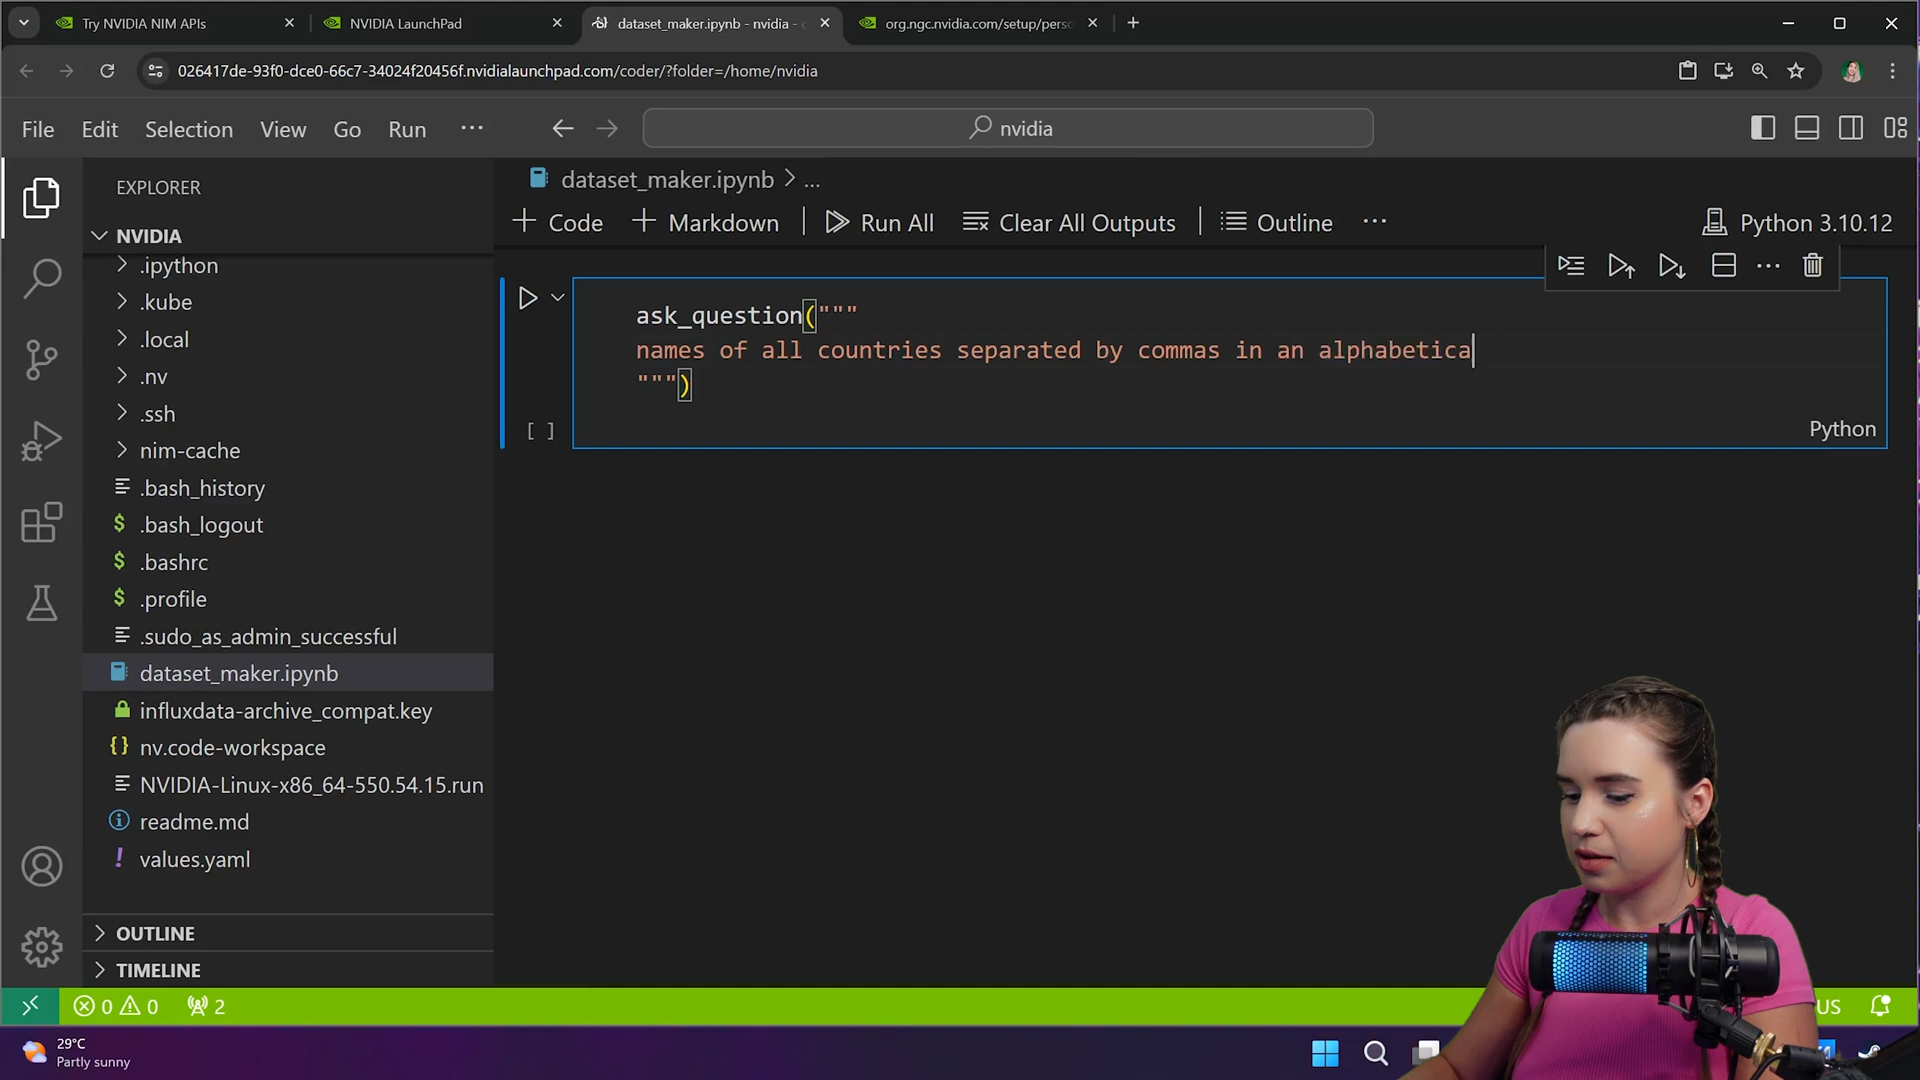 Try NVIDIA NIM APIs
NVIDIA LaunchPad
dataset_maker.ipynb - nvidia -
org.ngc.nvidia.com/setup/perso
026417de-93f0-dce0-66c7-34024f20456f.nvidialaunchpad.com/coder/?folder=/home/nvidia
File Edit Selection View Go Run ...
nvidia
EXPLORER
dataset_maker.ipynb > ...
+ Code + Markdown Run All Clear All Outputs Outline ... Python 3.10.12
NVIDIA
.ipython
.kube
.local
.nv
.ssh
nim-cache
.bash_history
.bash_logout
.bashrc
.profile
.sudo_as_admin_successful
dataset_maker.ipynb
influxdata-archive_compat.key
nv.code-workspace
NVIDIA-Linux-x86_64-550.54.15.run
readme.md
values.yaml
OUTLINE
TIMELINE
ask_question("""
names of all countries separated by commas in an alphabetica
""")
[ ]
Python
0 0 2
US
29°C
Partly sunny